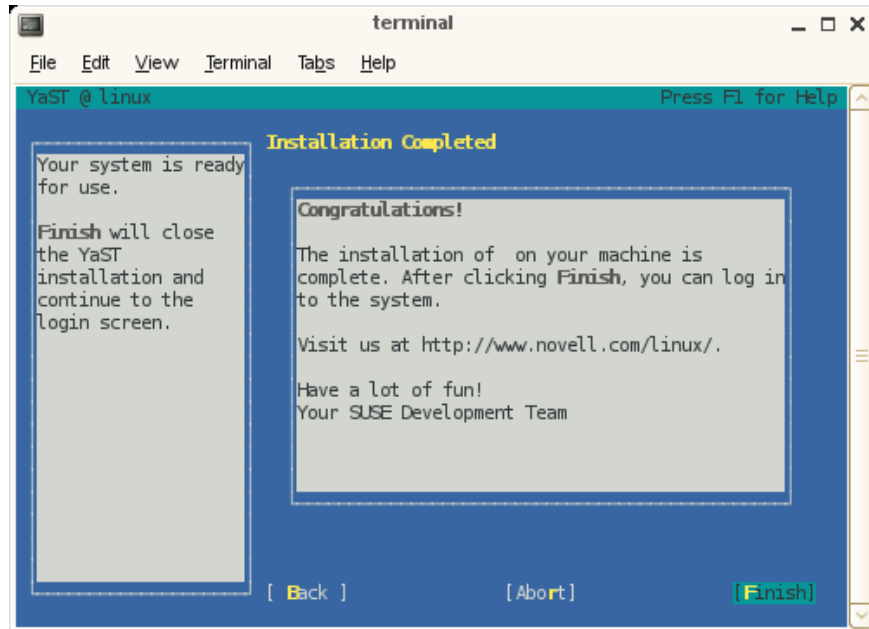 terminal
File Edit View Terminal Tabs Help
YaST @ linux Press F1 for Help
Installation Completed
Your system is ready
for use.
Finish will close
the YaST
installation and
continue to the
login screen.
Congratulations!
The installation of  on your machine is
complete. After clicking Finish, you can log in
to the system.
Visit us at http://www.novell.com/linux/.
Have a lot of fun!
Your SUSE Development Team
[ Back ] [Abort] [Finish]